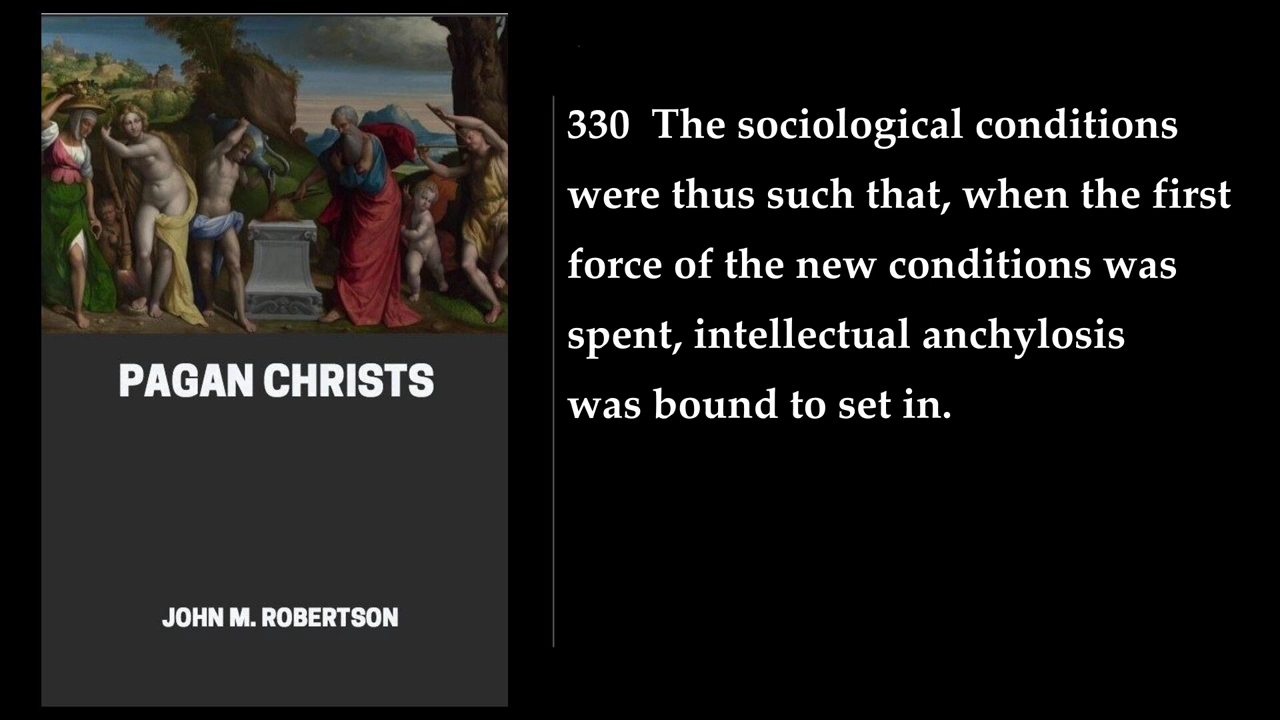 PAGAN CHRISTS
JOHN M. ROBERTSON
330 The sociological conditions
were thus such that, when the first
force of the new conditions was
spent, intellectual anchylosis
was bound to set in.